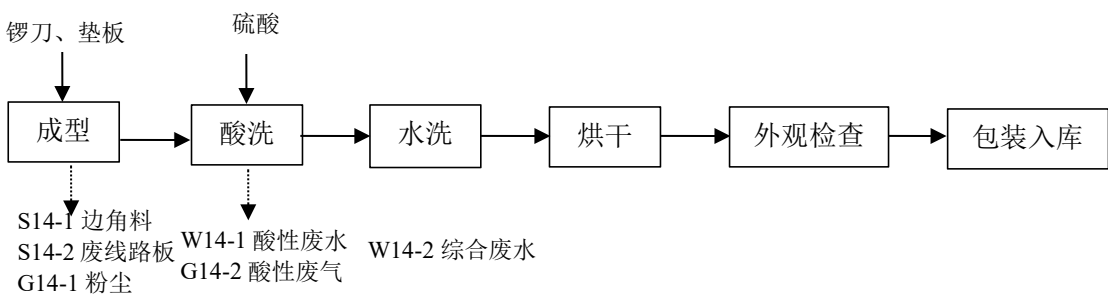 锣刀、垫板
硫酸
成型
酸洗
水洗
烘干
外观检查
包装入库
S14-1 边角料
S14-2 废线路板
G14-1 粉尘
W14-1 酸性废水
G14-2 酸性废气
W14-2 综合废水